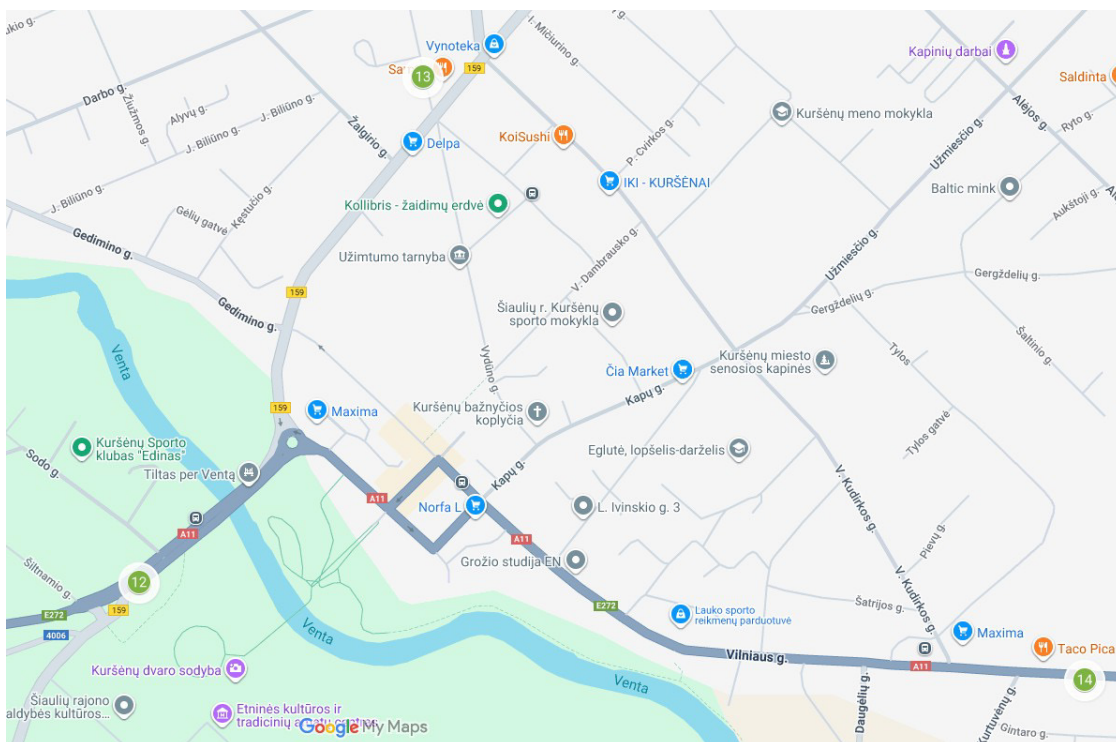 ukio g.
Darbo g.
Žiužmos g.
Alyvų g.
J. Biliūno g.
J. Biliūno g.
J. Biliūno g.
Gėlių gatvė
Kęstučio g.
Žalgirio g.
13
Vynoteka
159
I. Mičiurino g.
Delpa
KoiSushi
P. Cvirkos g.
IKI - KURŠĖNAI
Kapinių darbai
Saldinta
Kuršėnų meno mokykla
Alėjos g.
Ryto g.
Užmiesčio g.
Baltic mink
Aukštoji g.
Kollibris - žaidimų erdvė
Gedimino g.
Užimtumo tarnyba
V. Dambrausko g.
Užmiesčio g.
Gergždelių g.
159
Gedimino g.
Šiaulių r. Kuršėnų
sporto mokykla
Gergždelių g.
Šaltinio g.
Venta
Vydūno g.
Tylos
Kuršėnų miesto
senosios kapinės
Čia Market
Kapų g.
159
Maxima
Kuršėnų bažnyčios
koplyčia
Tylos gatvė
Kuršėnų Sporto
klubas "Edinas"
Sodo g.
Tiltas per Ventą
Eglutė, lopšelis-darželis
Kapų g.
V. Kudirkos g.
A11
Norfa L
L. Ivinskio g. 3
A11
A11
Pievų g.
Grožio studija EN
Šiltnamio g.
12
V. Kudirkos g.
E272
159
E272
Šatrijos g.
4006
Lauko sporto
reikmenų parduotuvė
Venta
Maxima
Taco Pica
Vilniaus g.
A11
14
Kuršėnų dvaro sodyba
Venta
Daugėlių g.
Kurtuvėnų g.
Šiaulių rajono
aldybės kultūros...
Etninės kultūros ir
Google My Maps
Gintaro g.